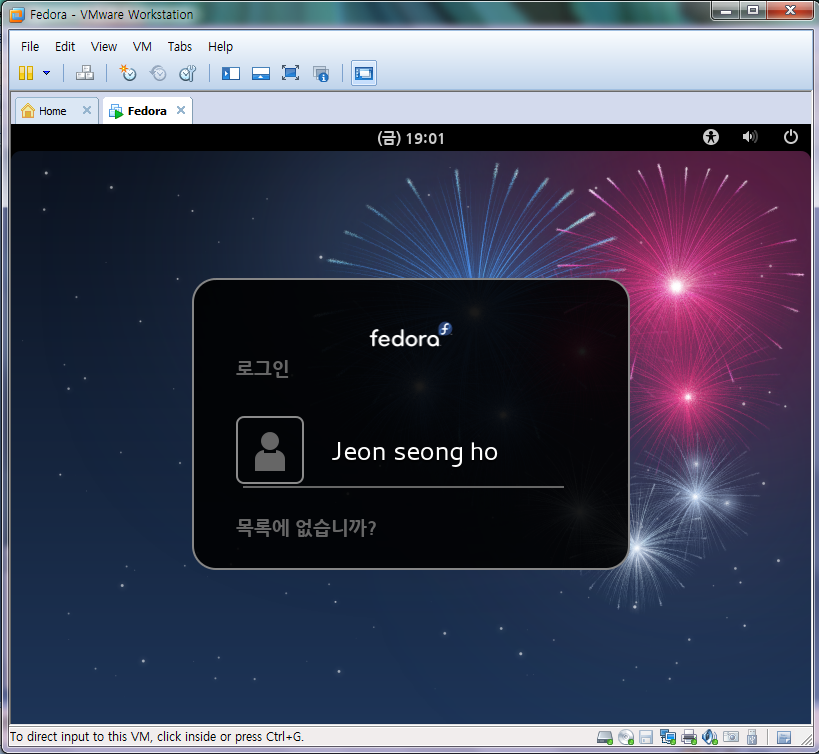 Fedora - VMware Workstation
File Edit View VM Tabs Help
Home Fedora
(금) 19:01
fedora
로그인
Jeon seong ho
목록에 없습니까?
To direct input to this VM, click inside or press Ctrl+G.